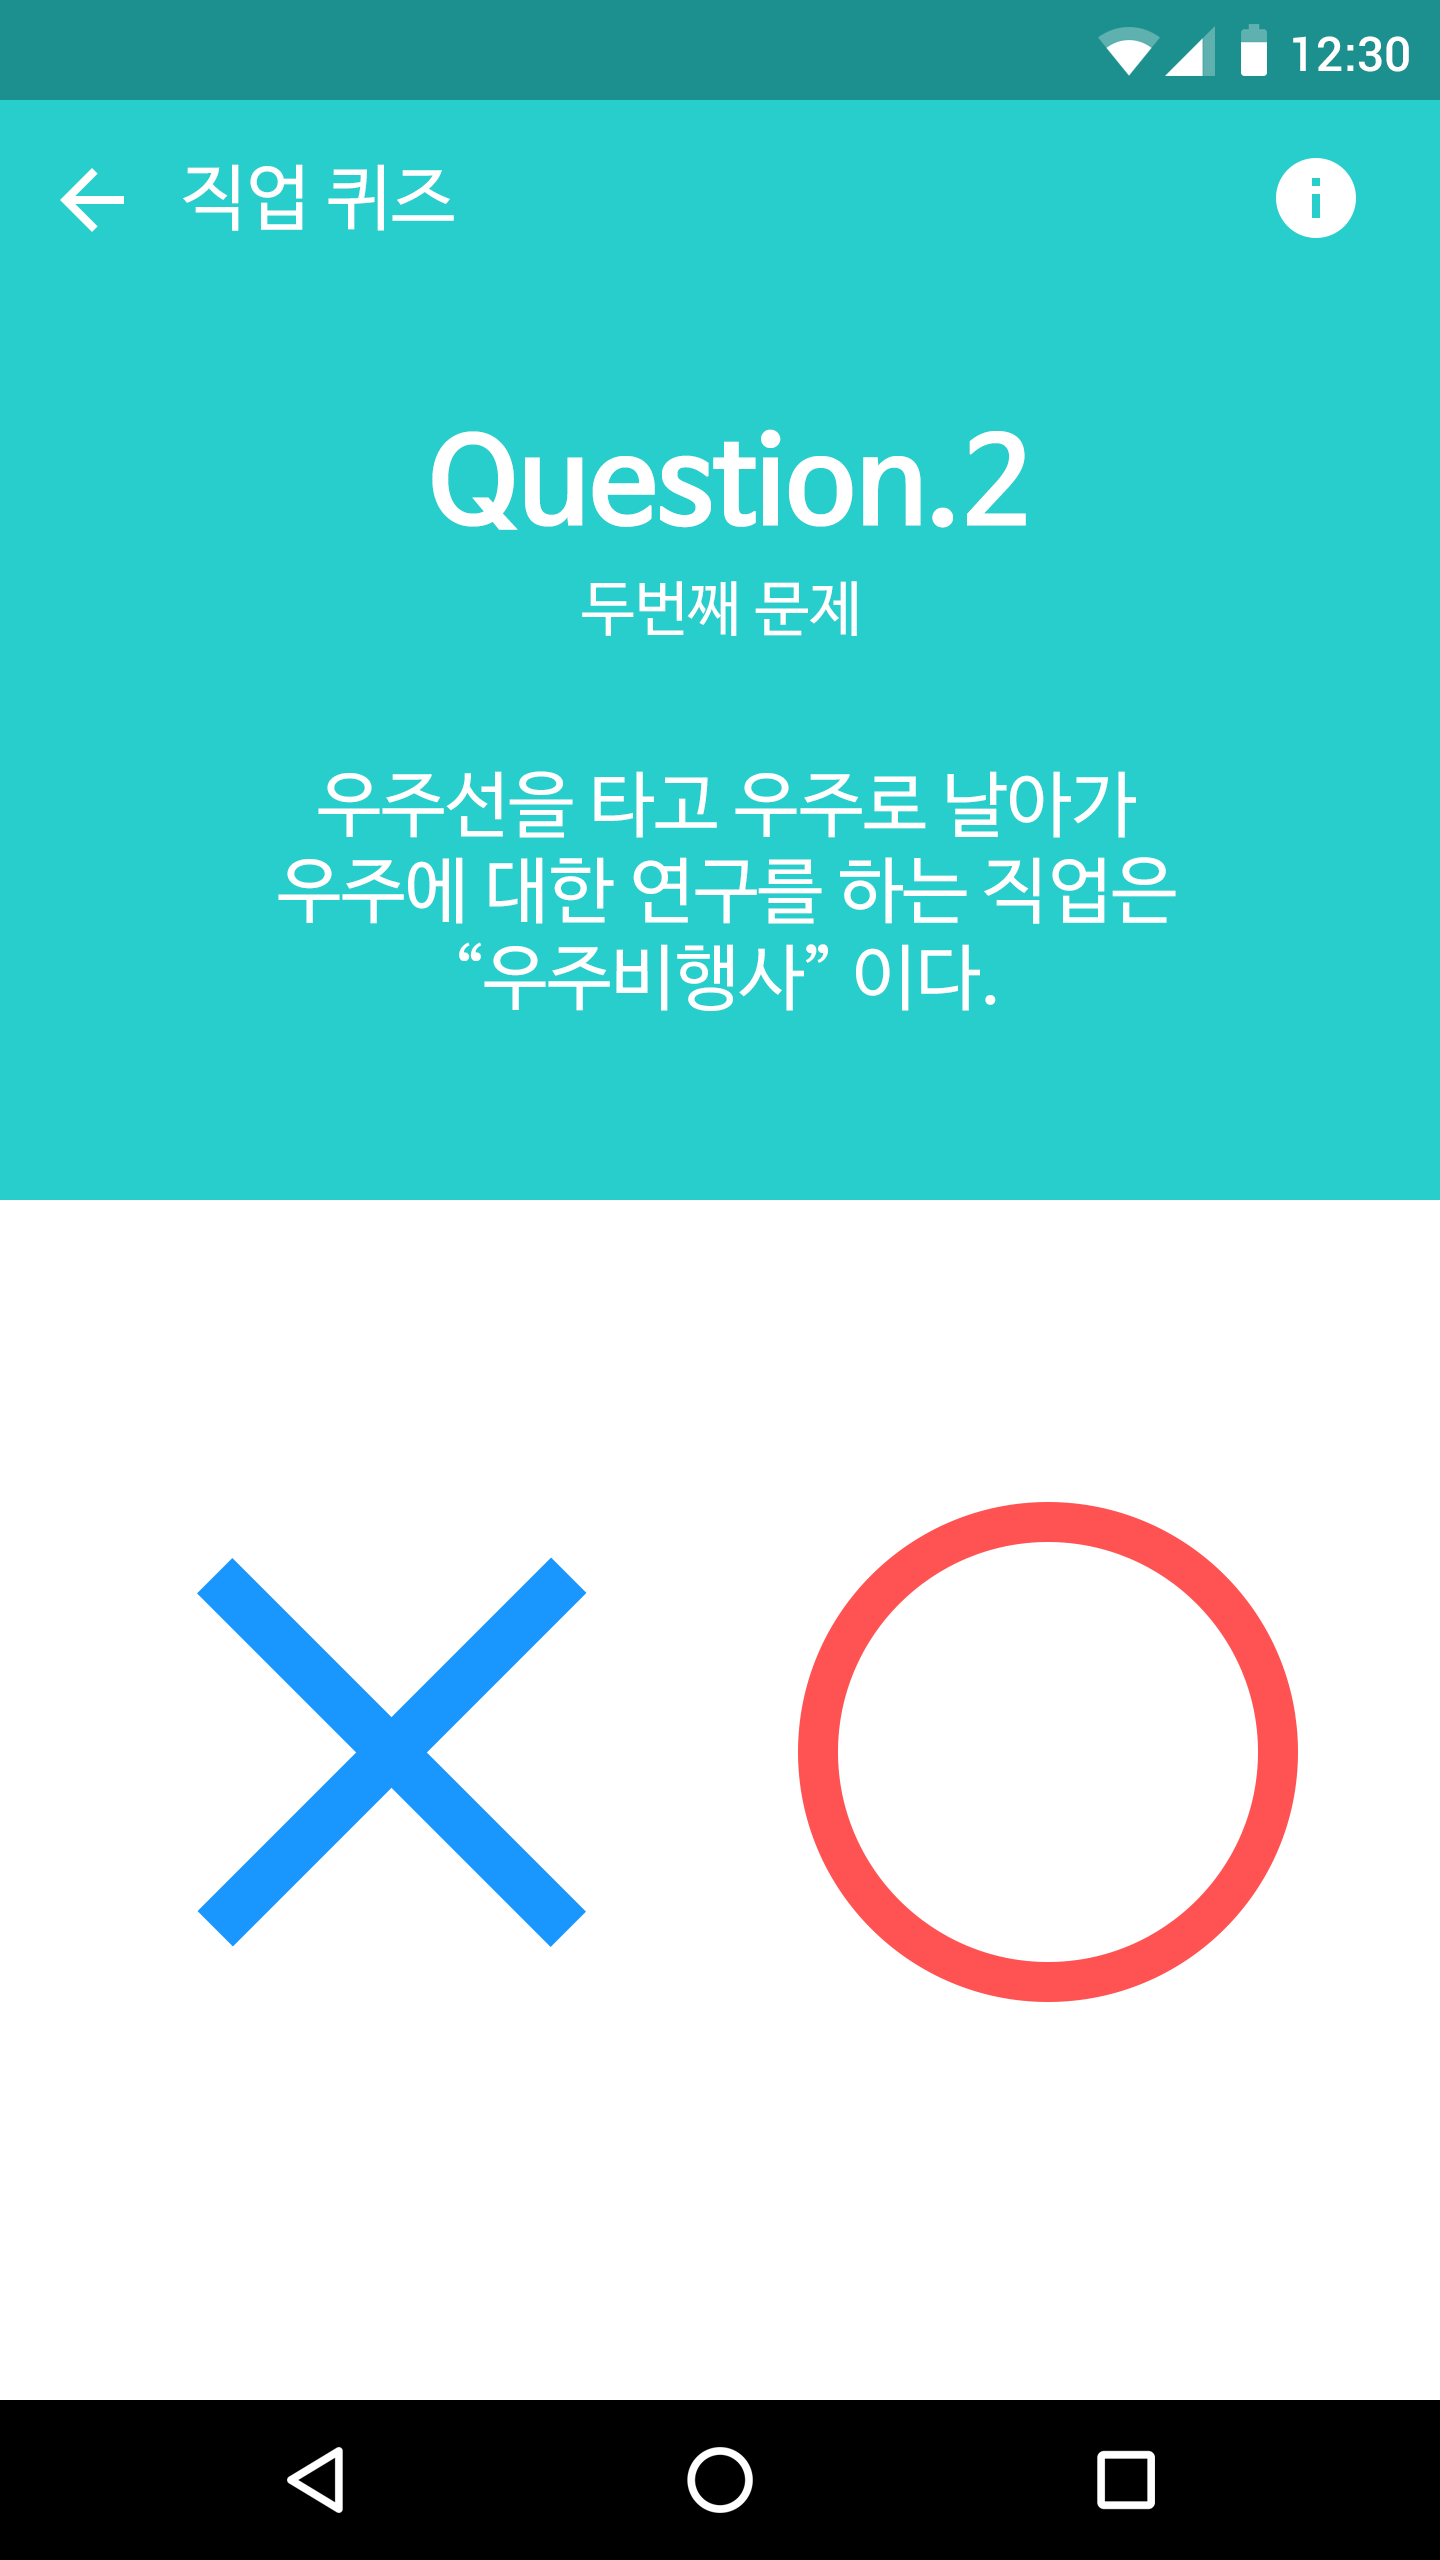 12:30
직업 퀴즈
Question.2
두번째 문제
우주선을 타고 우주로 날아가
우주에 대한 연구를 하는 직업은
“우주비행사” 이다.